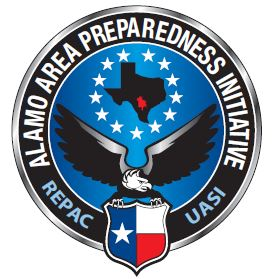 ALAMO AREA PREPAREDNESS INITIATIVE
REPAC
UASI